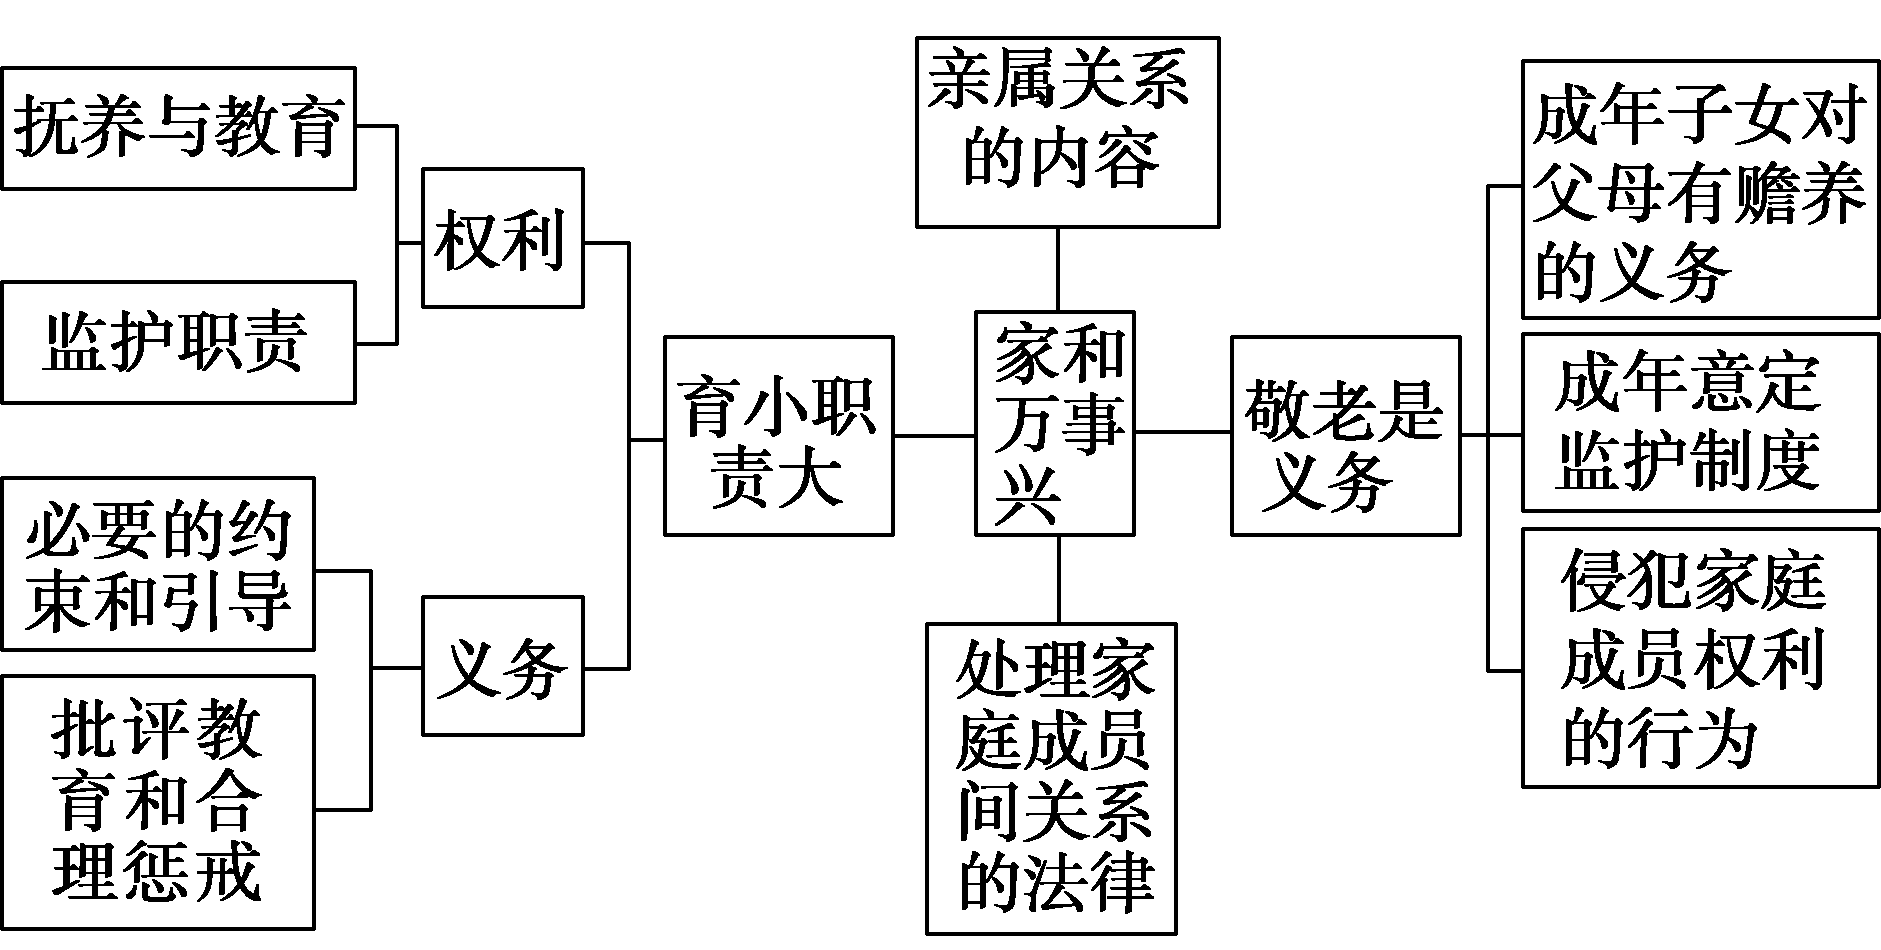 抚养与教育
监护职责
权利
必要的约
束和引导
批评教
育和合
理惩戒
义务
育小职
责大
亲属关系
的内容
家和
万事
兴
处理家
庭成员
间关系
的法律
敬老是
义务
成年子女对
父母有赡养
的义务
成年意定
监护制度
侵犯家庭
成员权利
的行为